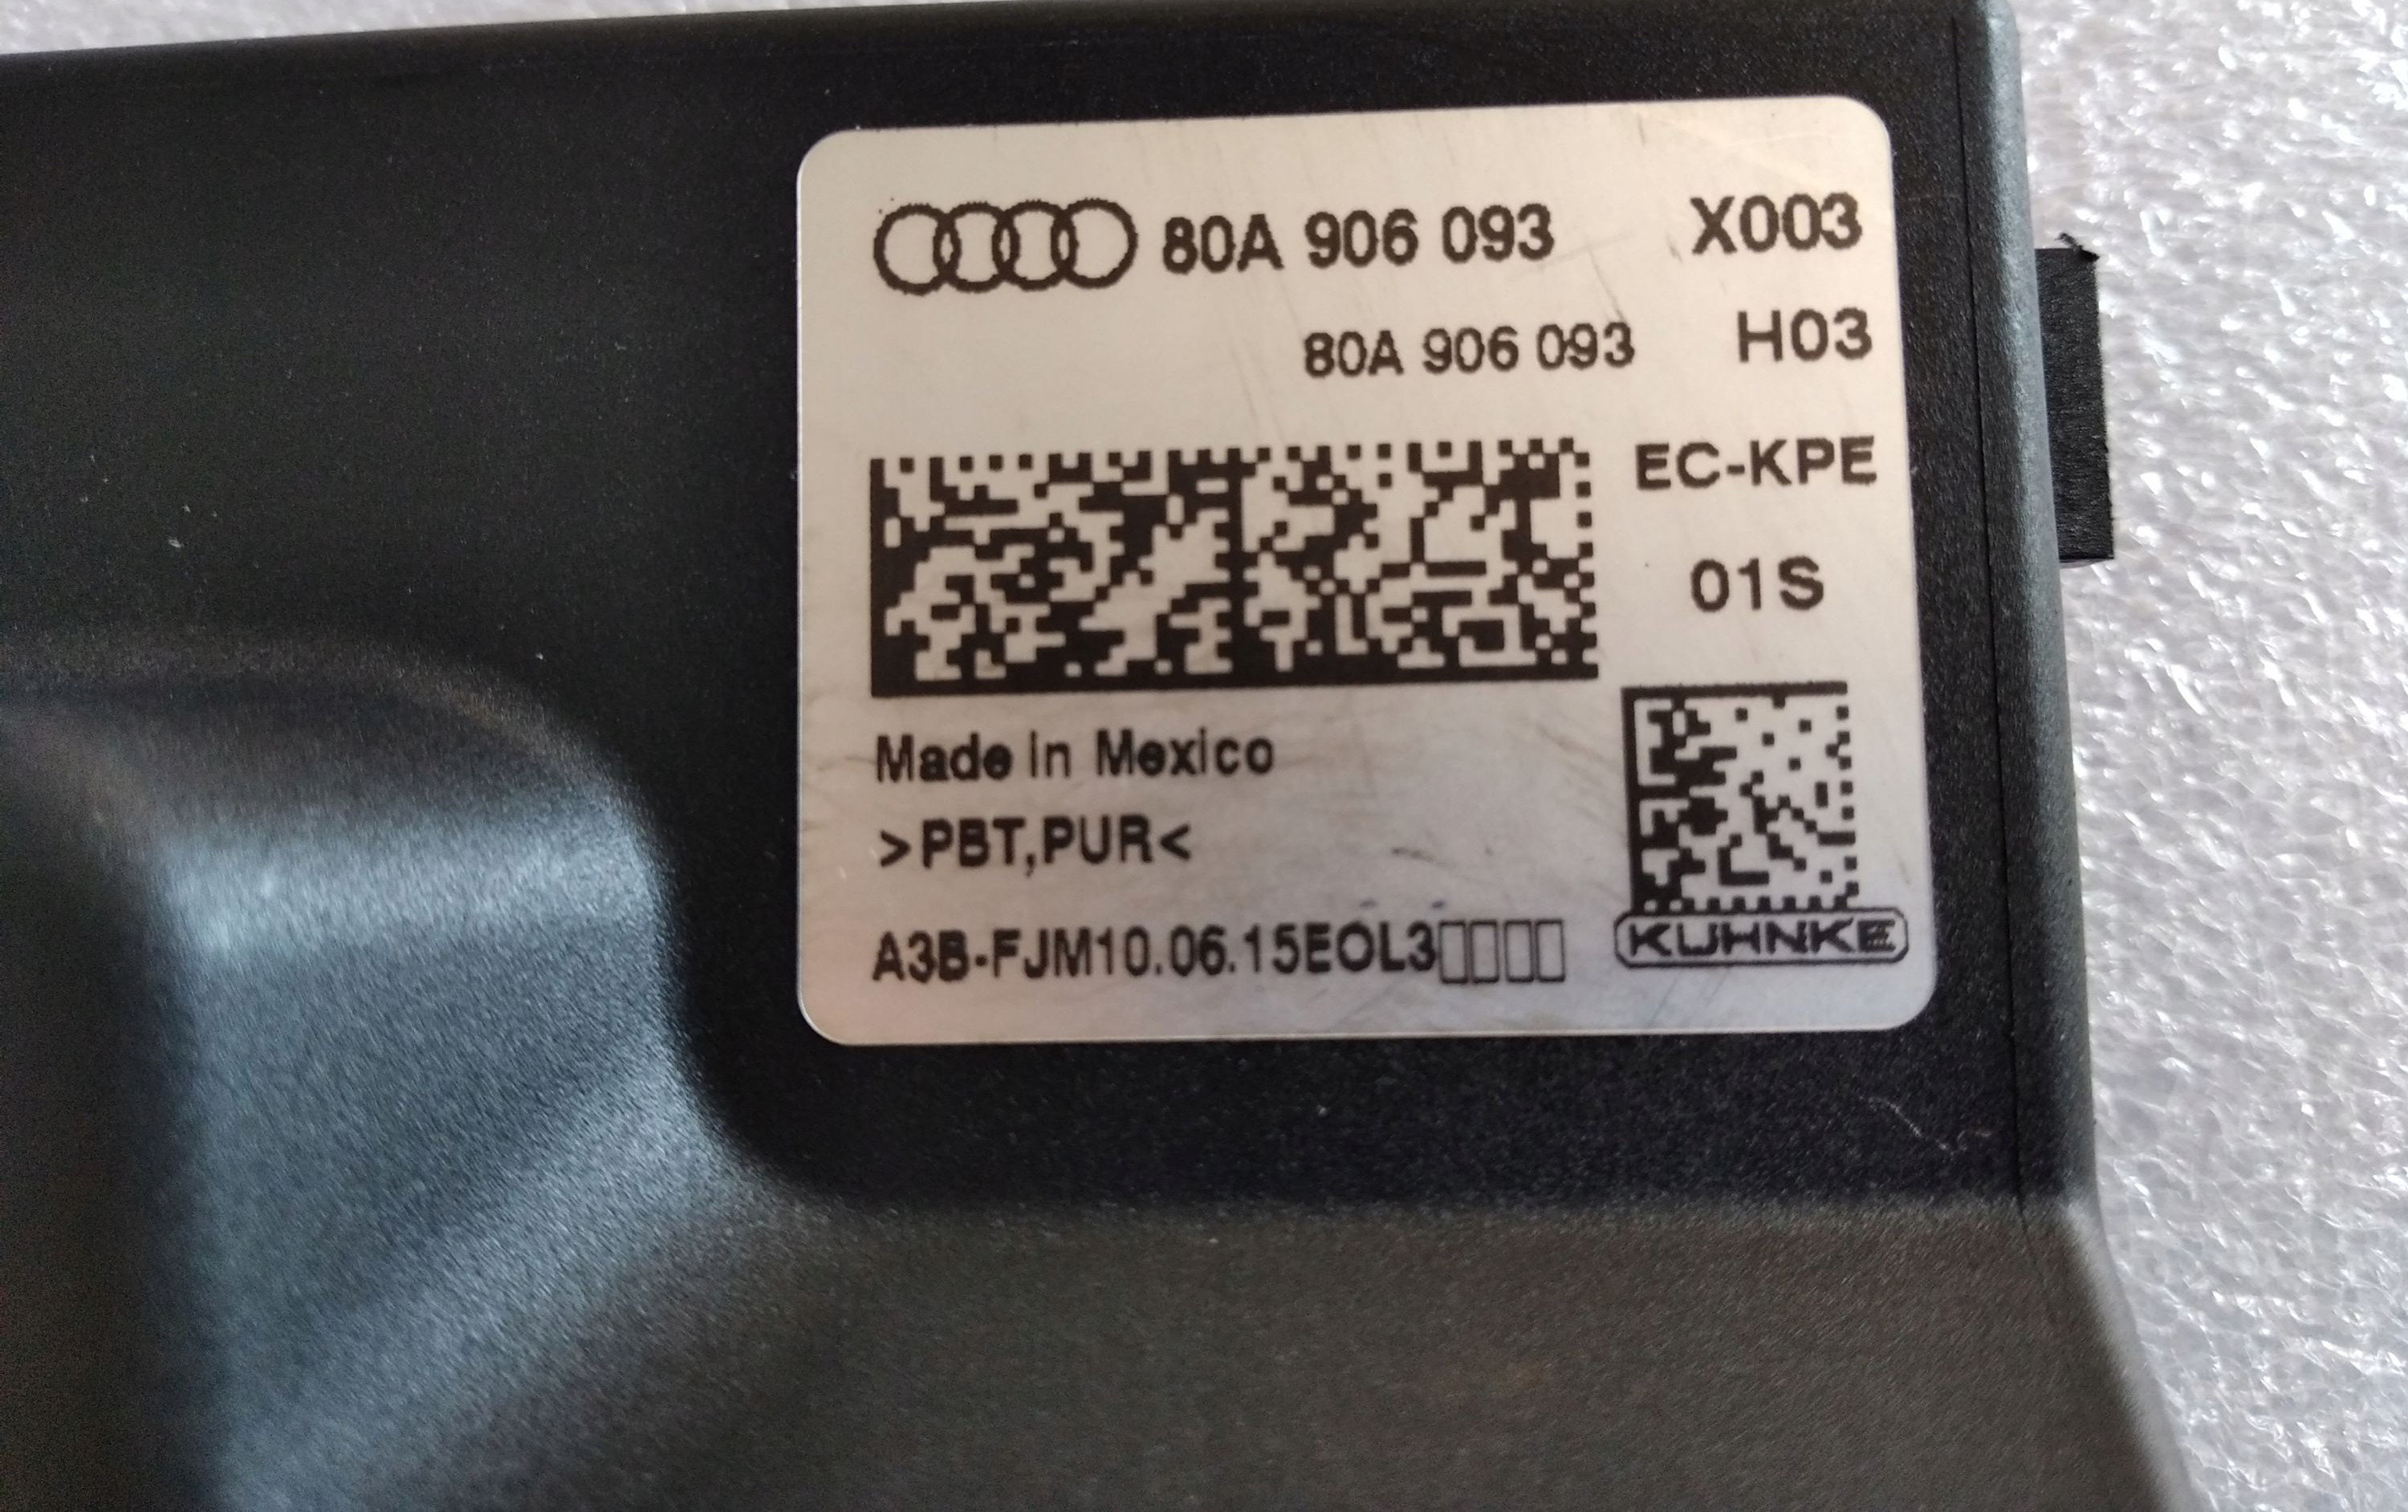 80A 906 093 X003
80A 906 093 H03
EC-KPE
01S
Made in Mexico
>PBT,PUR<
A3B-FJM10.06.15EOL3□□□□
KUHNKE